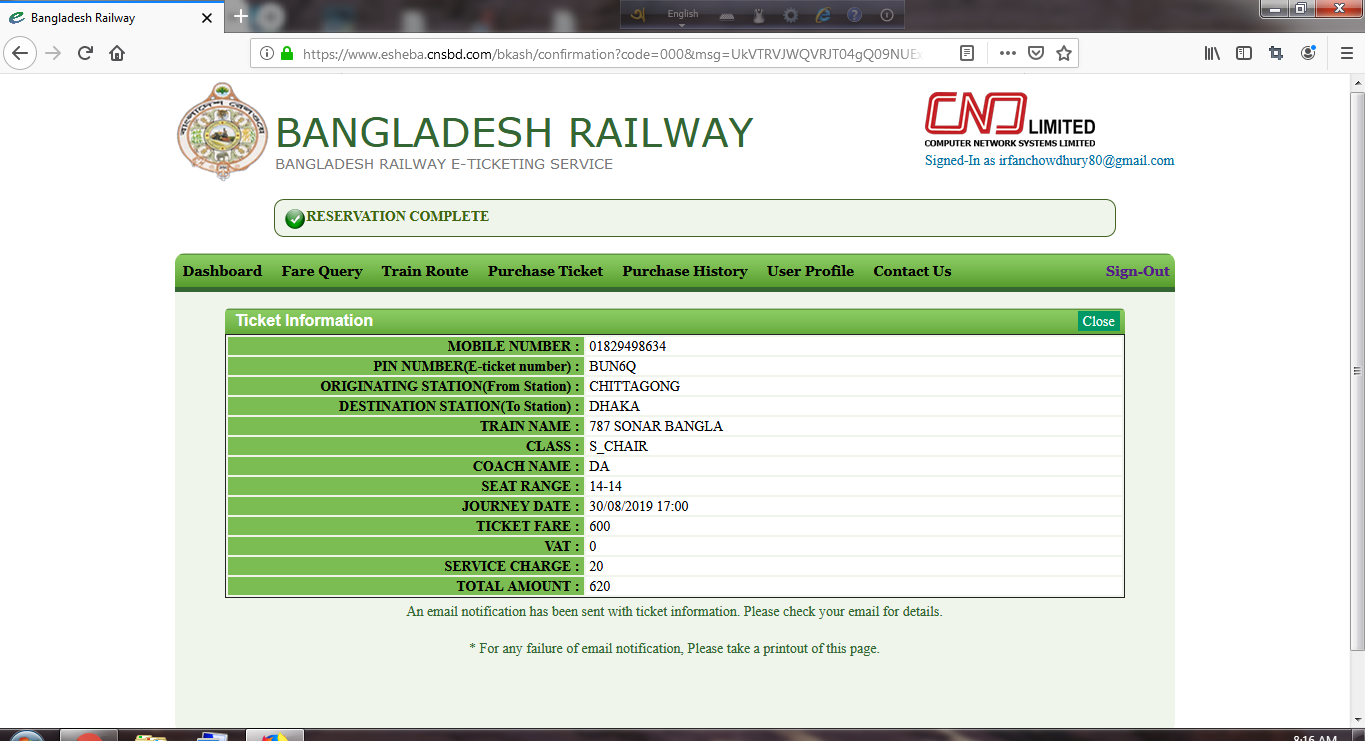 Bangladesh Railway
English
https://www.esheba.cnsbd.com/bkash/confirmation?code=000&msg=UkVTRVJWQVRJT04gQ09NUE
BANGLADESH RAILWAY
BANGLADESH RAILWAY E-TICKETING SERVICE
CNS LIMITED
COMPUTER NETWORK SYSTEMS LIMITED
Signed-In as irfanchowdhury80@gmail.com
RESERVATION COMPLETE
Dashboard Fare Query Train Route Purchase Ticket Purchase History User Profile Contact Us Sign-Out
Ticket Information Close
MOBILE NUMBER : 01829498634
PIN NUMBER(E-ticket number) : BUN6Q
ORIGINATING STATION(From Station) : CHITTAGONG
DESTINATION STATION(To Station) : DHAKA
TRAIN NAME : 787 SONAR BANGLA
CLASS : S_CHAIR
COACH NAME : DA
SEAT RANGE : 14-14
JOURNEY DATE : 30/08/2019 17:00
TICKET FARE : 600
VAT : 0
SERVICE CHARGE : 20
TOTAL AMOUNT : 620
An email notification has been sent with ticket information. Please check your email for details.
* For any failure of email notification, Please take a printout of this page.
8:16 AM